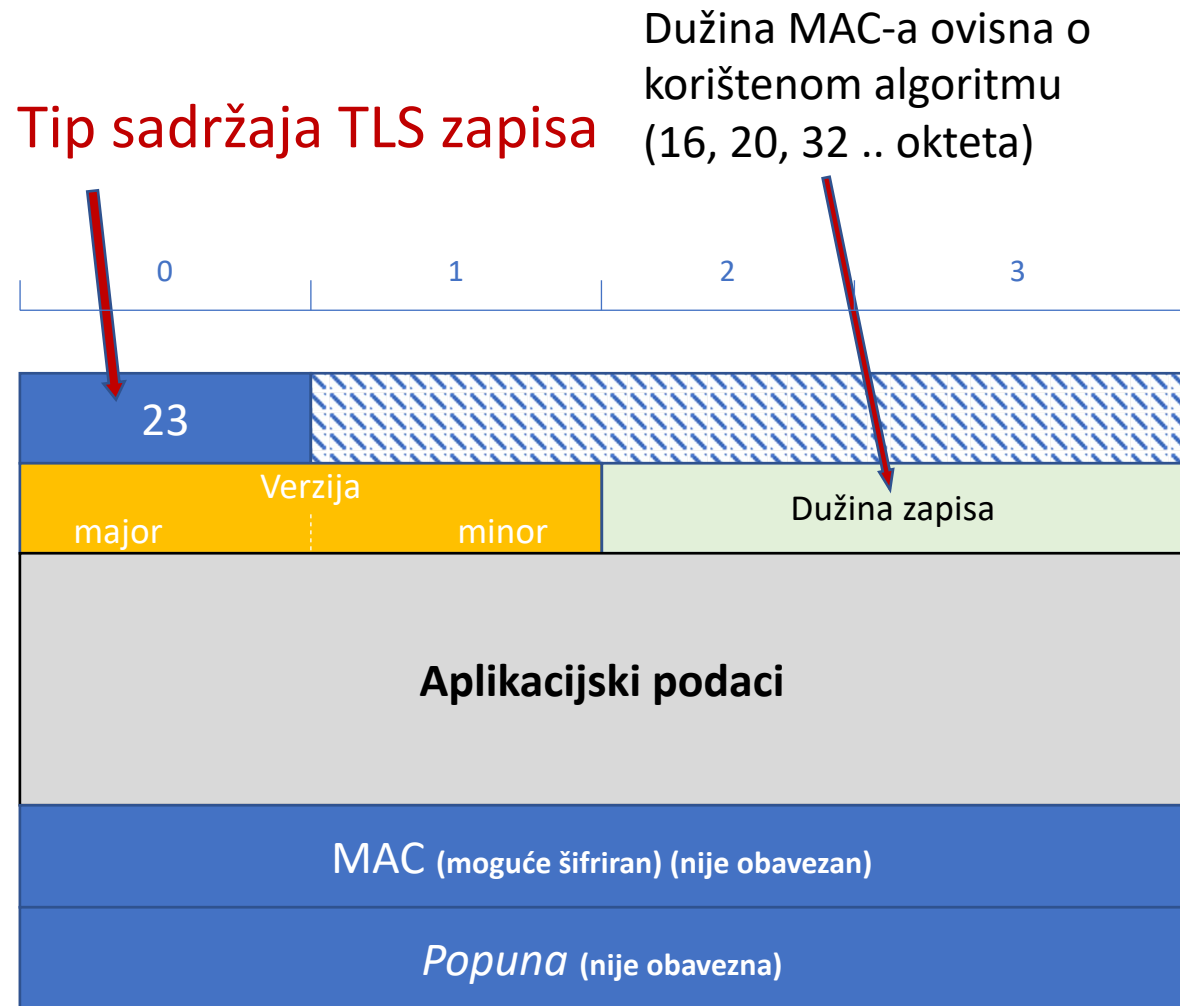 Dužina MAC-a ovisna o
korištenom algoritmu
(16, 20, 32 .. okteta)
Tip sadržaja TLS zapisa
0 1 2 3
23
Verzija
major minor
Dužina zapisa
Aplikacijski podaci
MAC (moguće šifriran) (nije obavezan)
Popuna (nije obavezna)